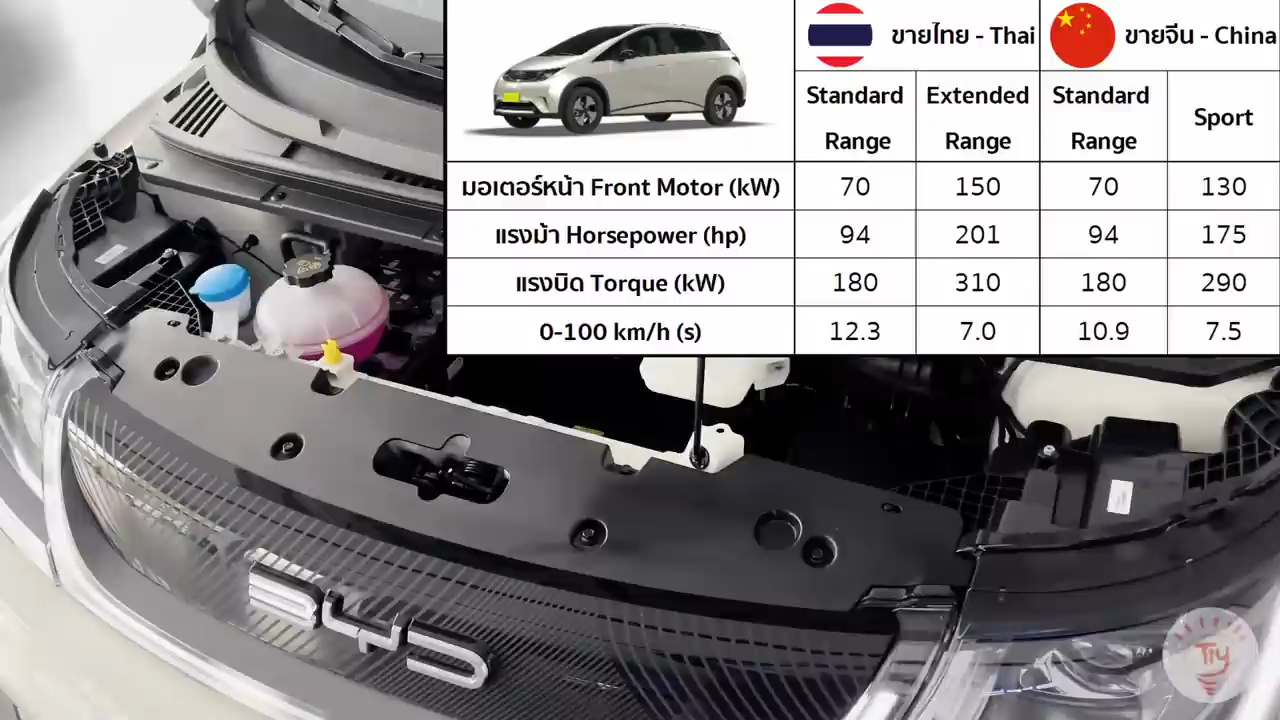 ขายไทย - Thai ขายจีน - China
Standard Range Extended Range Standard Range Sport
มอเตอร์หน้า Front Motor (kW) 70 150 70 130
แรงม้า Horsepower (hp) 94 201 94 175
แรงบิด Torque (kW) 180 310 180 290
0-100 km/h (s) 12.3 7.0 10.9 7.5
BYD
Try